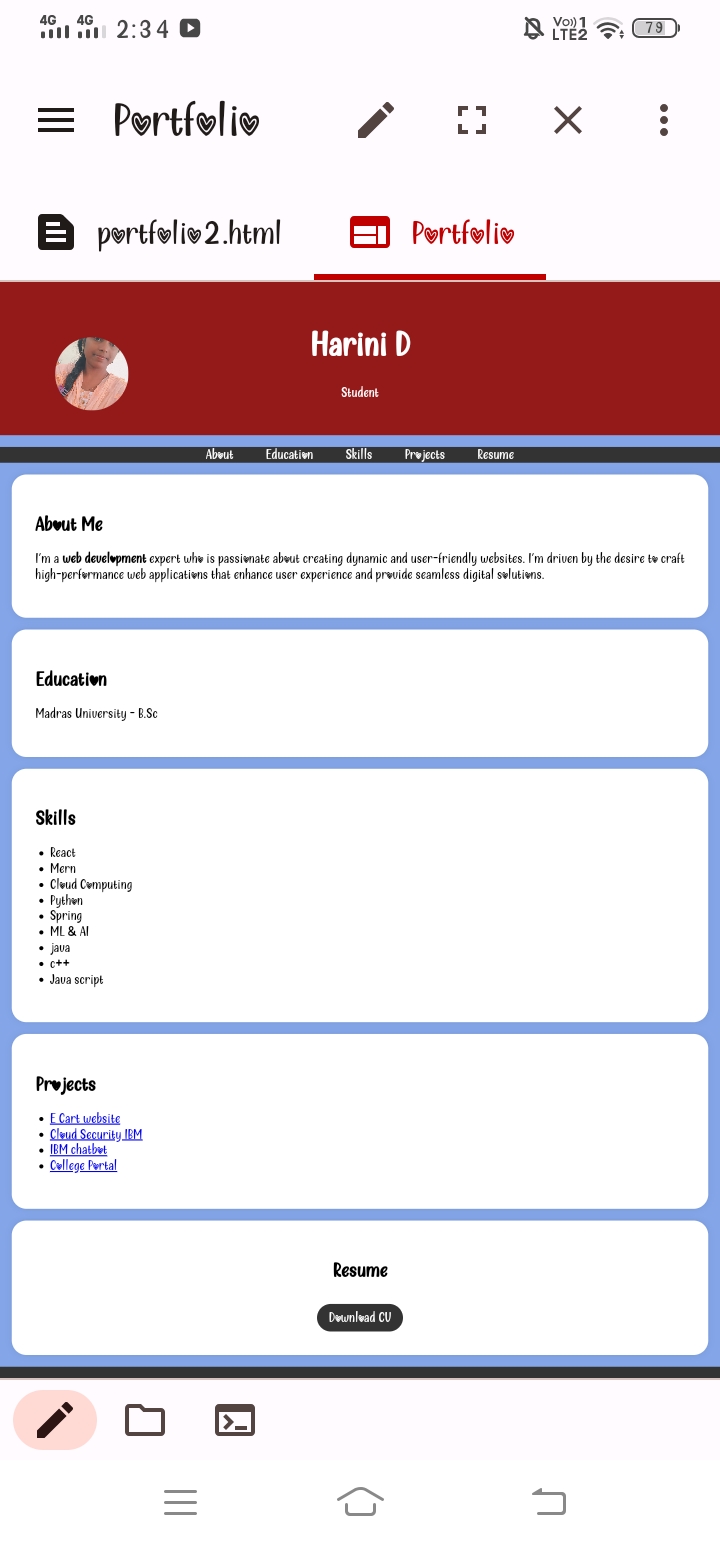 4G 4G 2:34 Vo)) 1 LTE2 79
Portfolio
portfolio2.html Portfolio
Harini D
Student
About Education Skills Projects Resume
About Me
I'm a web development expert who is passionate about creating dynamic and user-friendly websites. I'm driven by the desire to craft
high-performance web applications that enhance user experience and provide seamless digital solutions.
Education
Madras University - B.Sc
Skills
• React
• Mern
• Cloud Computing
• Python
• Spring
• ML & AI
• java
• c++
• Java script
Projects
• E Cart website
• Cloud Security IBM
• IBM chatbot
• College Portal
Resume
Download CV